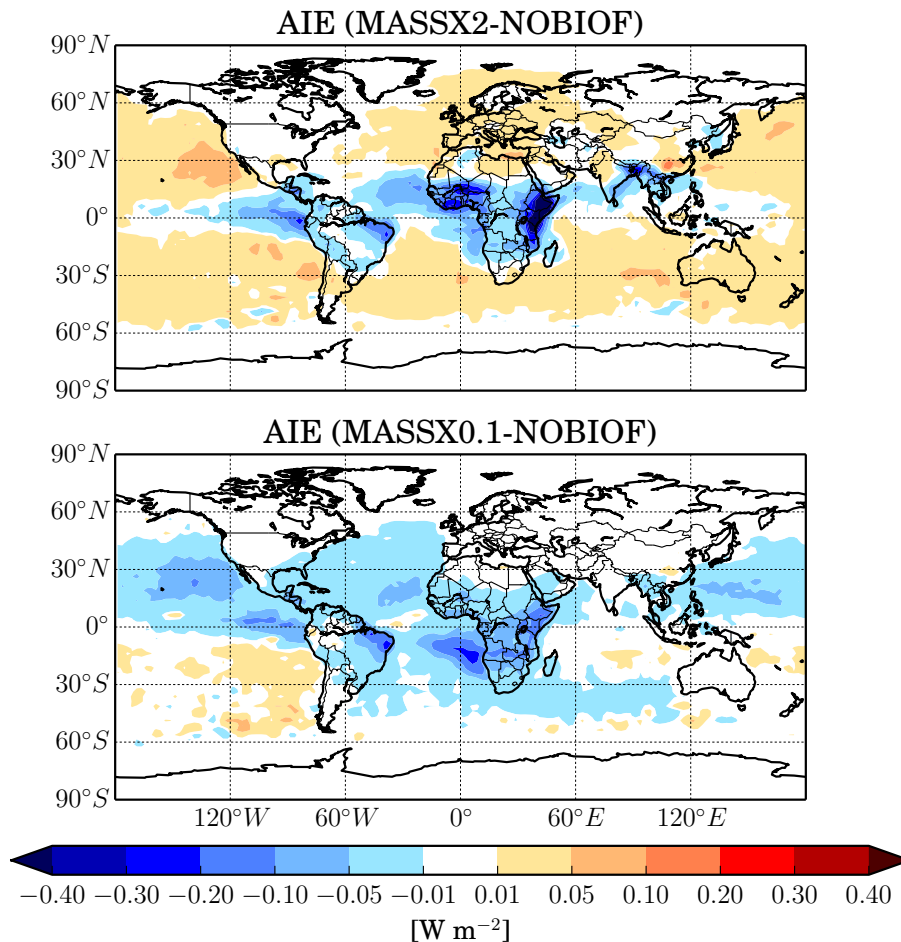 AIE (MASSX2-NOBIOF)
90°N
60°N
30°N
0°
30°S
60°S
90°S
AIE (MASSX0.1-NOBIOF)
90°N
60°N
30°N
0°
30°S
60°S
90°S
120°W 60°W 0° 60°E 120°E
−0.40 −0.30 −0.20 −0.10 −0.05 −0.01 0.01 0.05 0.10 0.20 0.30 0.40
[W m⁻²]